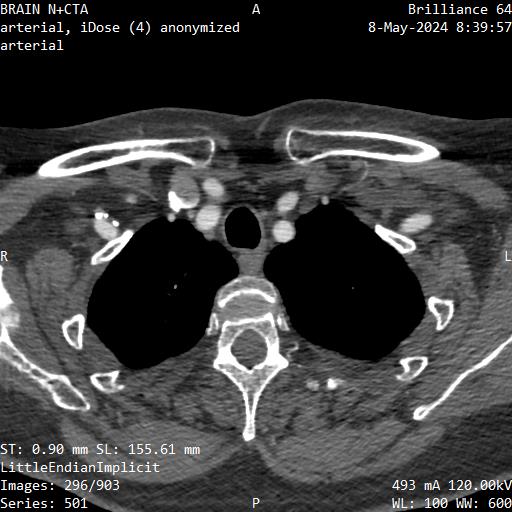 BRAIN N+CTA
A
Brilliance 64
arterial, iDose (4) anonymized
8-May-2024 8:39:57
arterial
R
L
ST: 0.90 mm SL: 155.61 mm
LittleEndianImplicit
Images: 296/903
493 mA 120.00kV
Series: 501
P
WL: 100 WW: 600